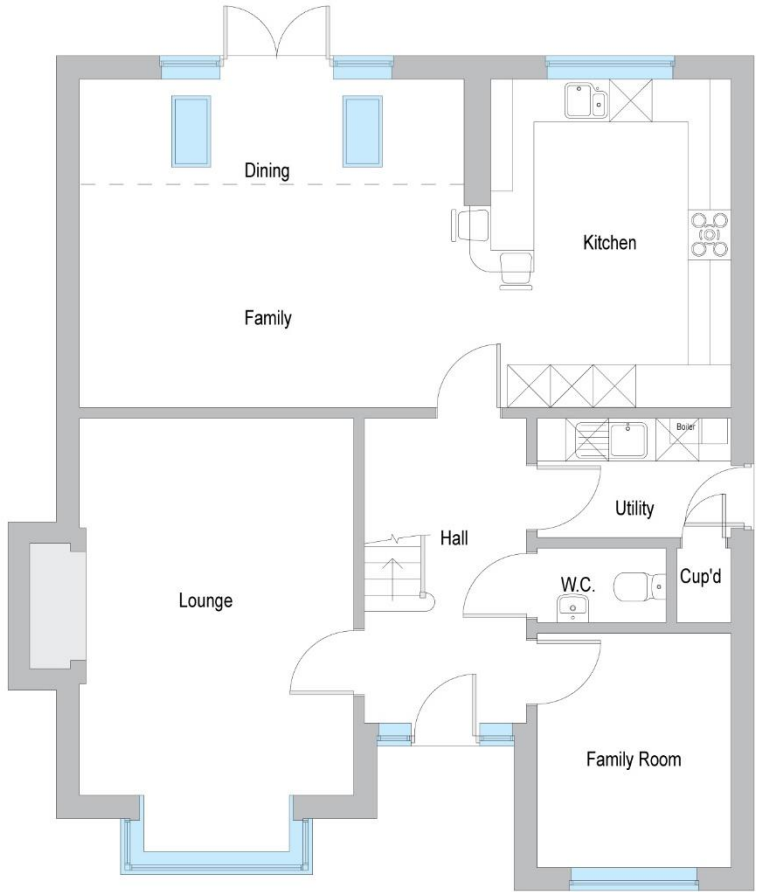 Dining
Kitchen
Family
Boiler
Utility
Hall
Cup'd
W.C.
Lounge
Family Room